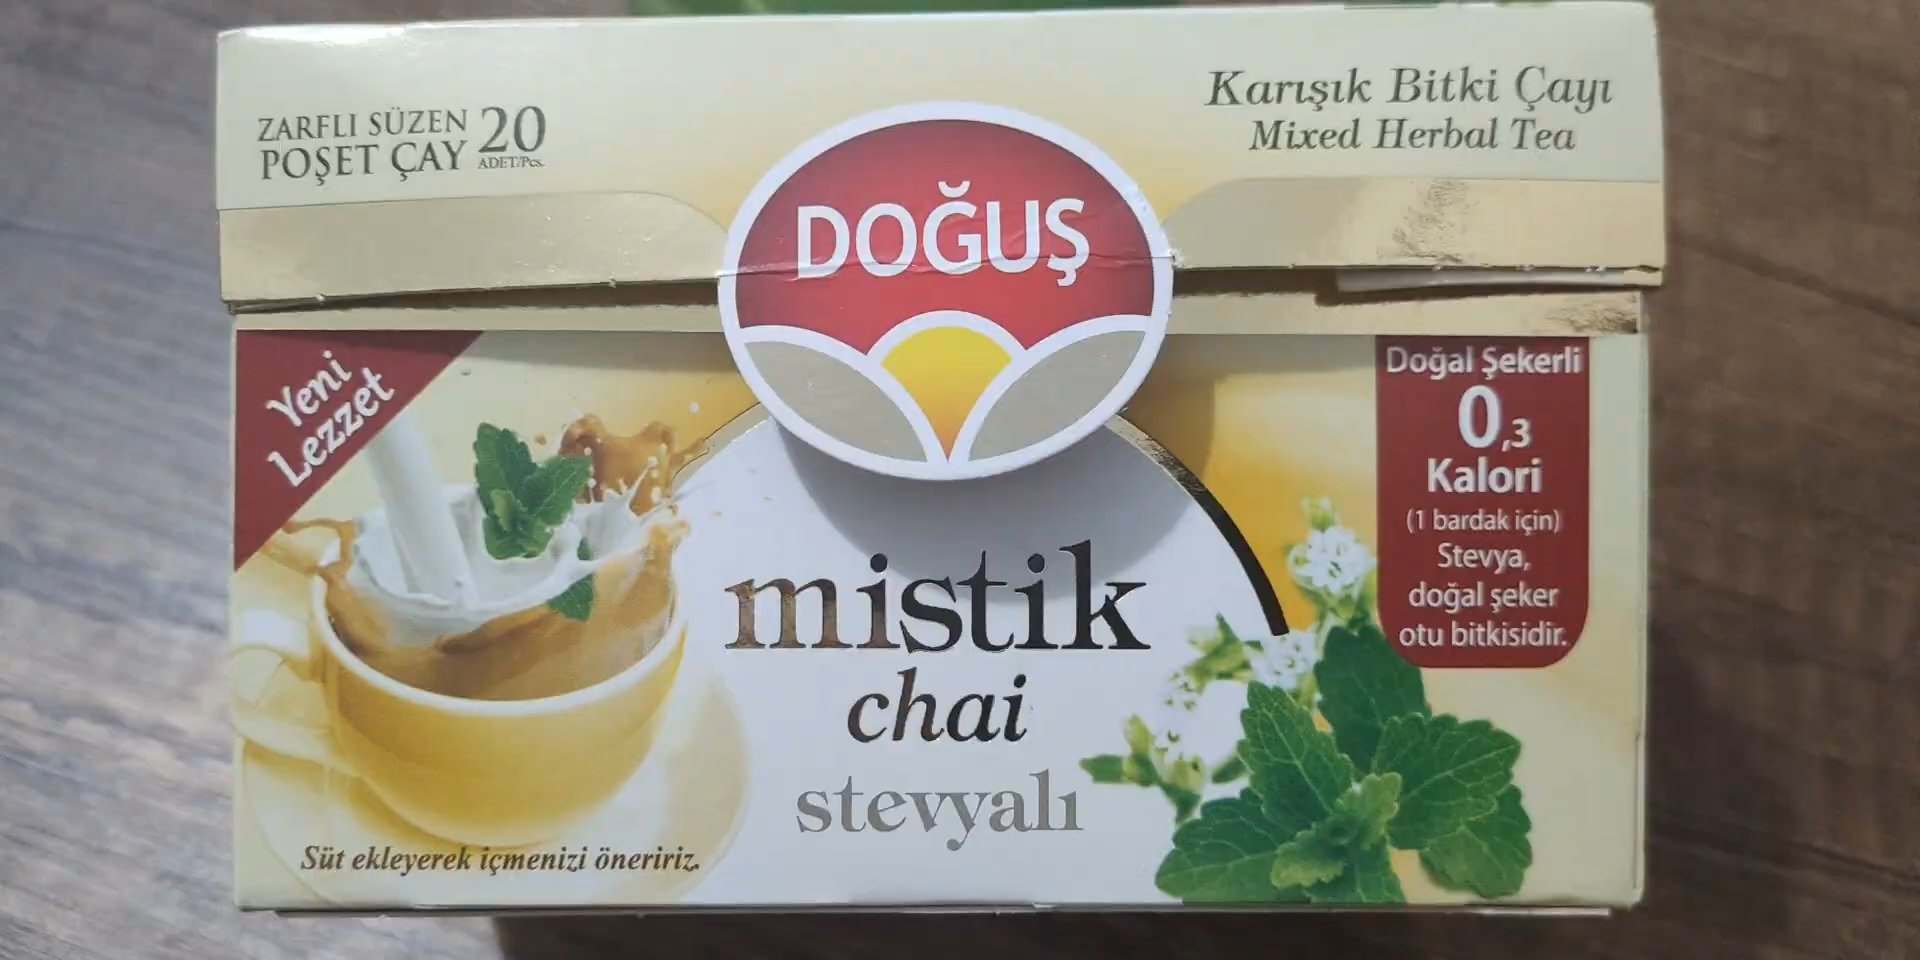 ZARFLI SÜZEN
POŞET ÇAY
20
ADET/Pcs.
Karışık Bitki Çayı
Mixed Herbal Tea
DOĞUŞ
Yeni
Lezzet
Doğal Şekerli
0,3
Kalori
(1 bardak için)
Stevya,
doğal şeker
otu bitkisidir.
mistik
chai
stevyalı
Süt ekleyerek içmenizi öneririz.